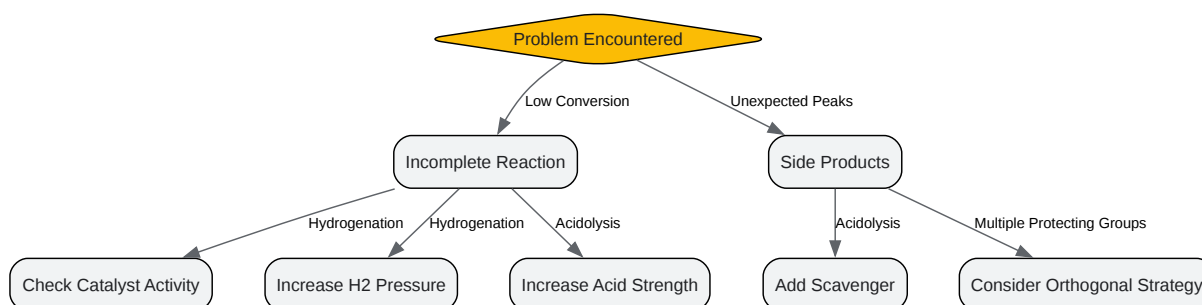 Problem Encountered
Low Conversion
Unexpected Peaks
Incomplete Reaction
Side Products
Hydrogenation
Hydrogenation
Acidolysis
Acidolysis
Multiple Protecting Groups
Check Catalyst Activity
Increase H2 Pressure
Increase Acid Strength
Add Scavenger
Consider Orthogonal Strategy